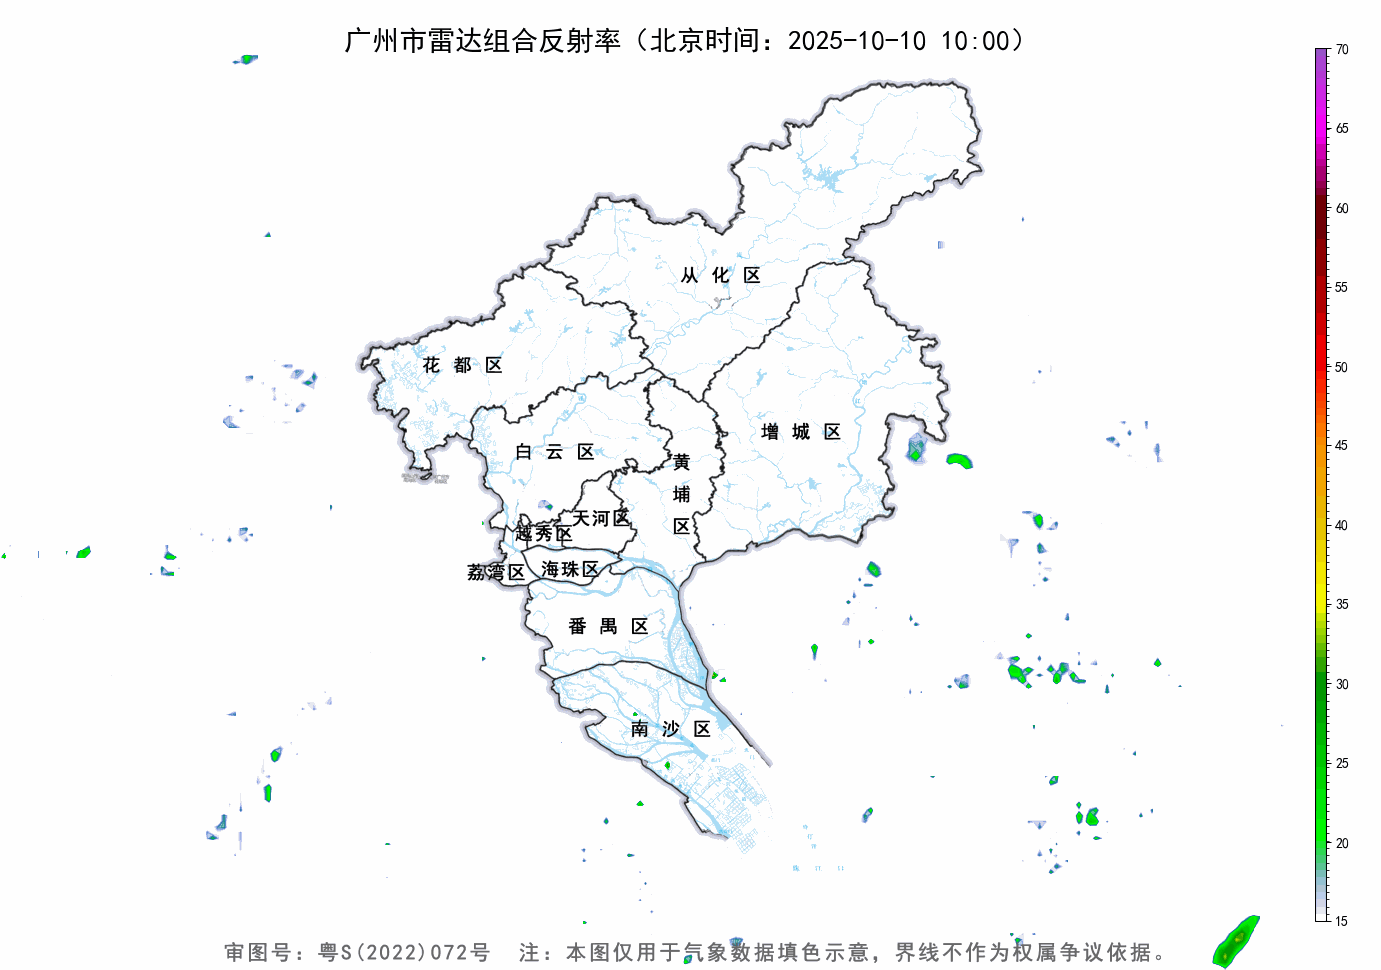 广州市雷达组合反射率（北京时间：2025-10-10 10:00）
70
65
60
55
50
45
40
35
30
25
20
15
从化区
花都区
增城区
白云区
黄埔区
天河区
越秀区
荔湾区
海珠区
番禺区
南沙区
审图号：粤S(2022)072号 注：本图仅用于气象数据填色示意，界线不作为权属争议依据。